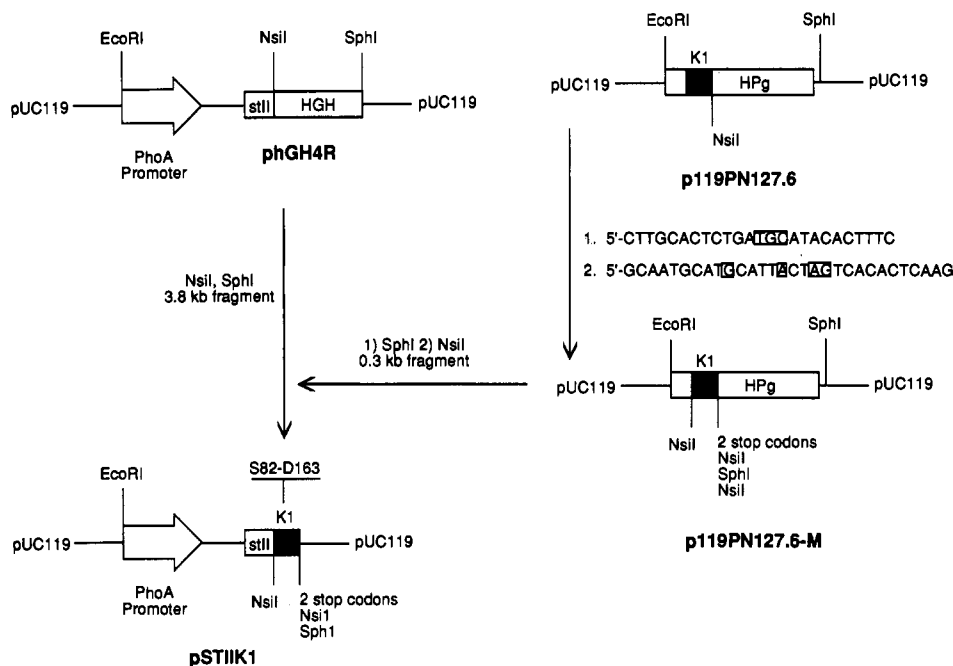 EcoRI
NsiI
SphI
pUC119
stII
HGH
pUC119
PhoA
Promoter
phGH4R
EcoRI
SphI
K1
pUC119
HPg
pUC119
NsiI
p119PN127.6
1.. 5'-CTTGCACTCTGATGCATACACTTTC
2. 5'-GCAATGCATGCATTACTAGTCACACTCAAG
NsiI, SphI
3.8 kb fragment
1) SphI 2) NsiI
0.3 kb fragment
EcoRI
SphI
K1
pUC119
HPg
pUC119
NsiI
2 stop codons
NsiI
SphI
NsiI
p119PN127.6-M
S82-D163
EcoRI
K1
pUC119
stII
pUC119
PhoA
Promoter
NsiI
2 stop codons
Nsi1
Sph1
pSTIIK1